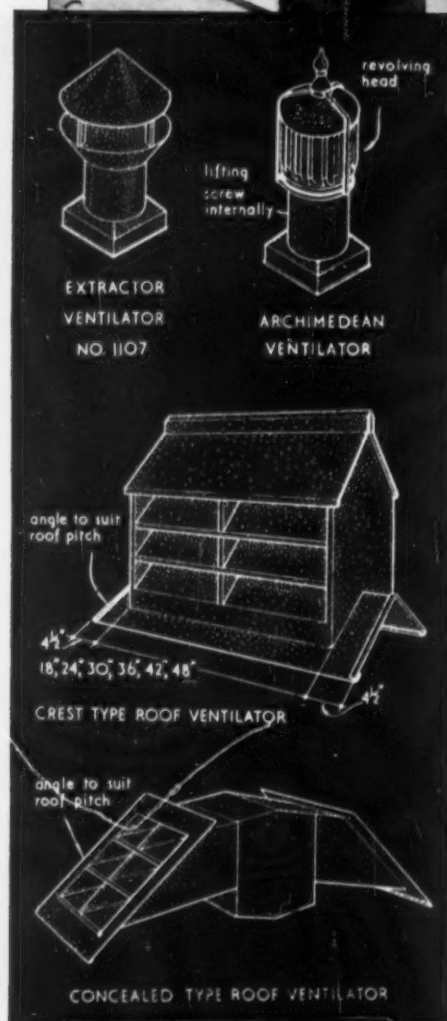 EXTRACTOR
VENTILATOR
NO. 1107
revolving
head
lifting
screw
internally
ARCHIMEDEAN
VENTILATOR
angle to suit
roof pitch
4½"
18", 24", 30", 36", 42", 48"
4½"
CREST TYPE ROOF VENTILATOR
angle to suit
roof pitch
CONCEALED TYPE ROOF VENTILATOR